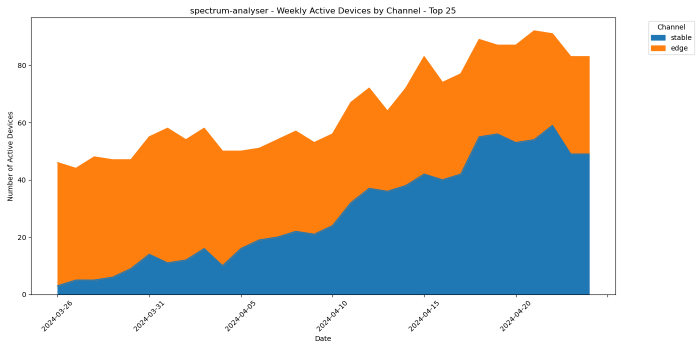 spectrum-analyser - Weekly Active Devices by Channel - Top 25
Channel
stable
edge
Number of Active Devices
80
60
40
20
0
2024-03-26
2024-03-31
2024-04-05
2024-04-10
2024-04-15
2024-04-20
Date